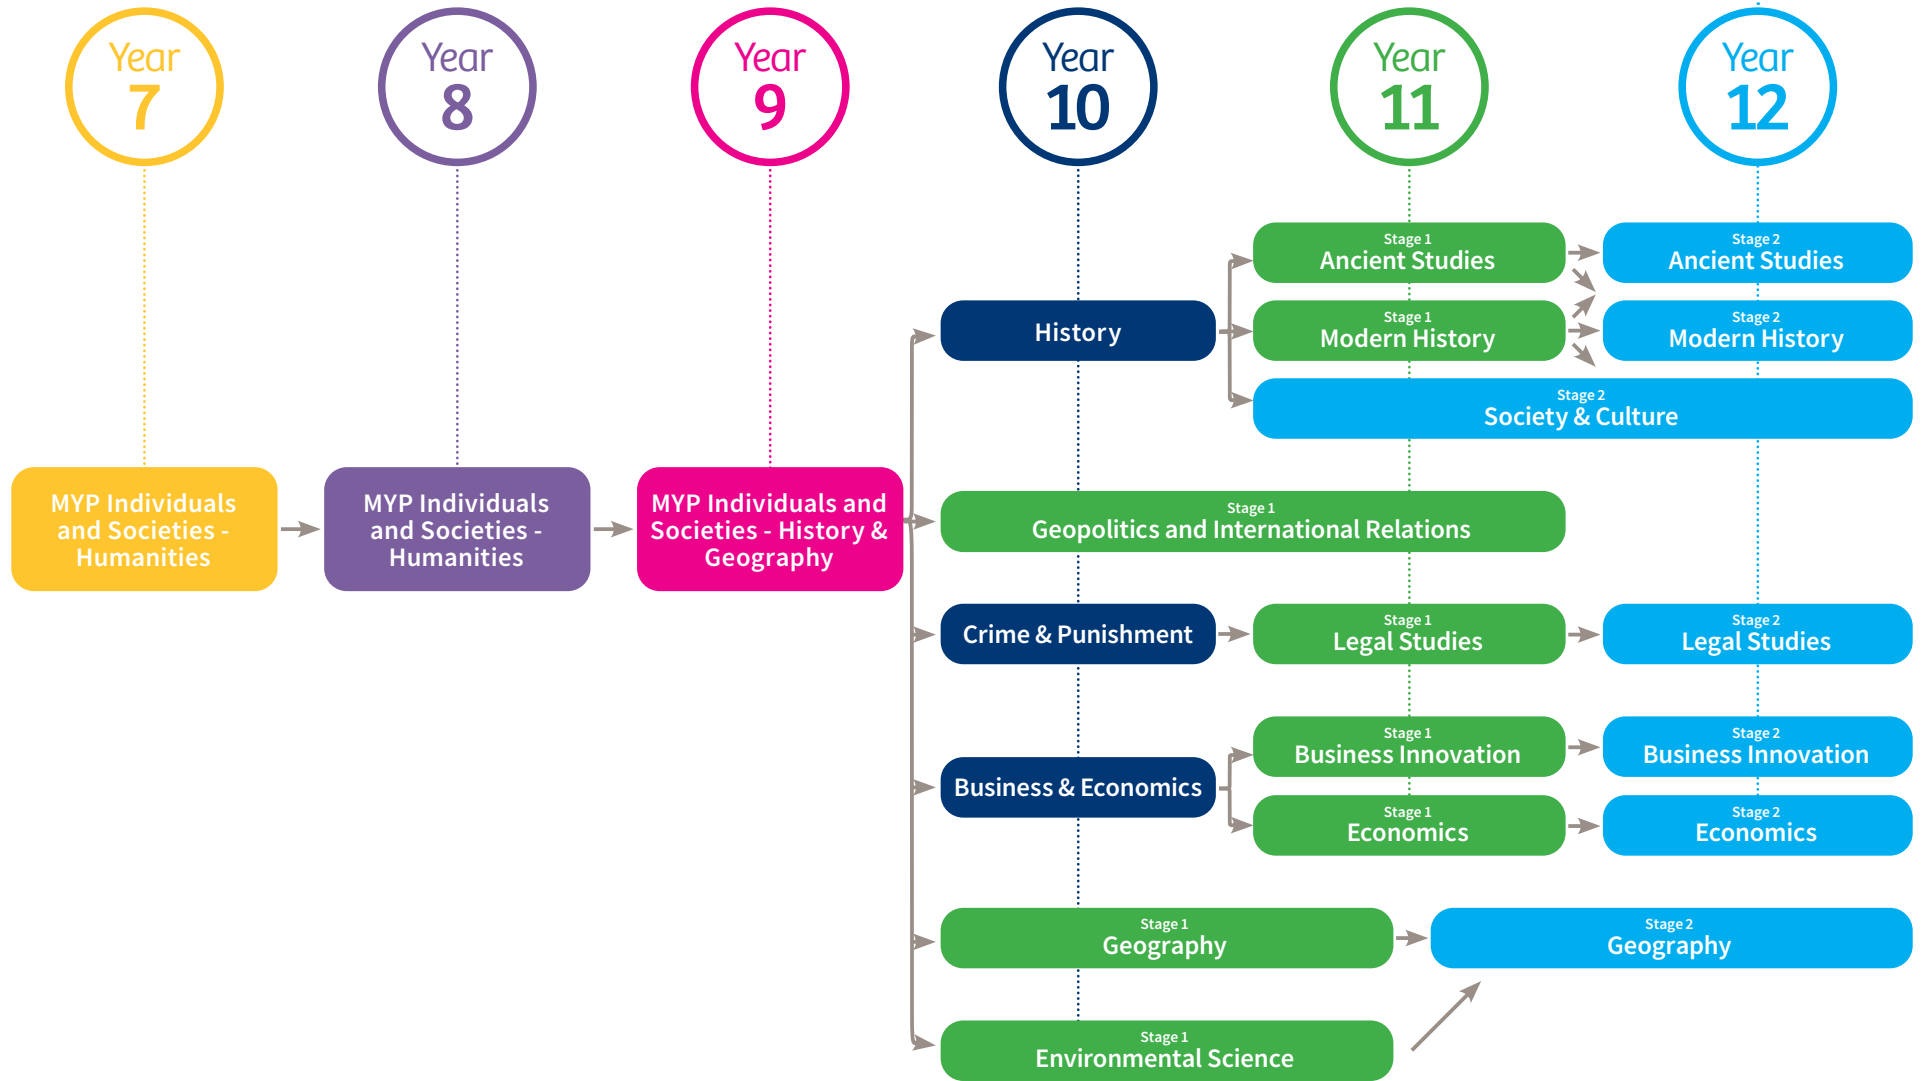 Year
7
Year
8
Year
9
Year
10
Year
11
Year
12
Stage 1
Ancient Studies
Stage 2
Ancient Studies
History
Stage 1
Modern History
Stage 2
Modern History
Stage 2
Society & Culture
MYP Individuals
and Societies -
Humanities
MYP Individuals
and Societies -
Humanities
MYP Individuals and
Societies - History &
Geography
Stage 1
Geopolitics and International Relations
Crime & Punishment
Stage 1
Legal Studies
Stage 2
Legal Studies
Business & Economics
Stage 1
Business Innovation
Stage 2
Business Innovation
Stage 1
Economics
Stage 2
Economics
Stage 1
Geography
Stage 2
Geography
Stage 1
Environmental Science